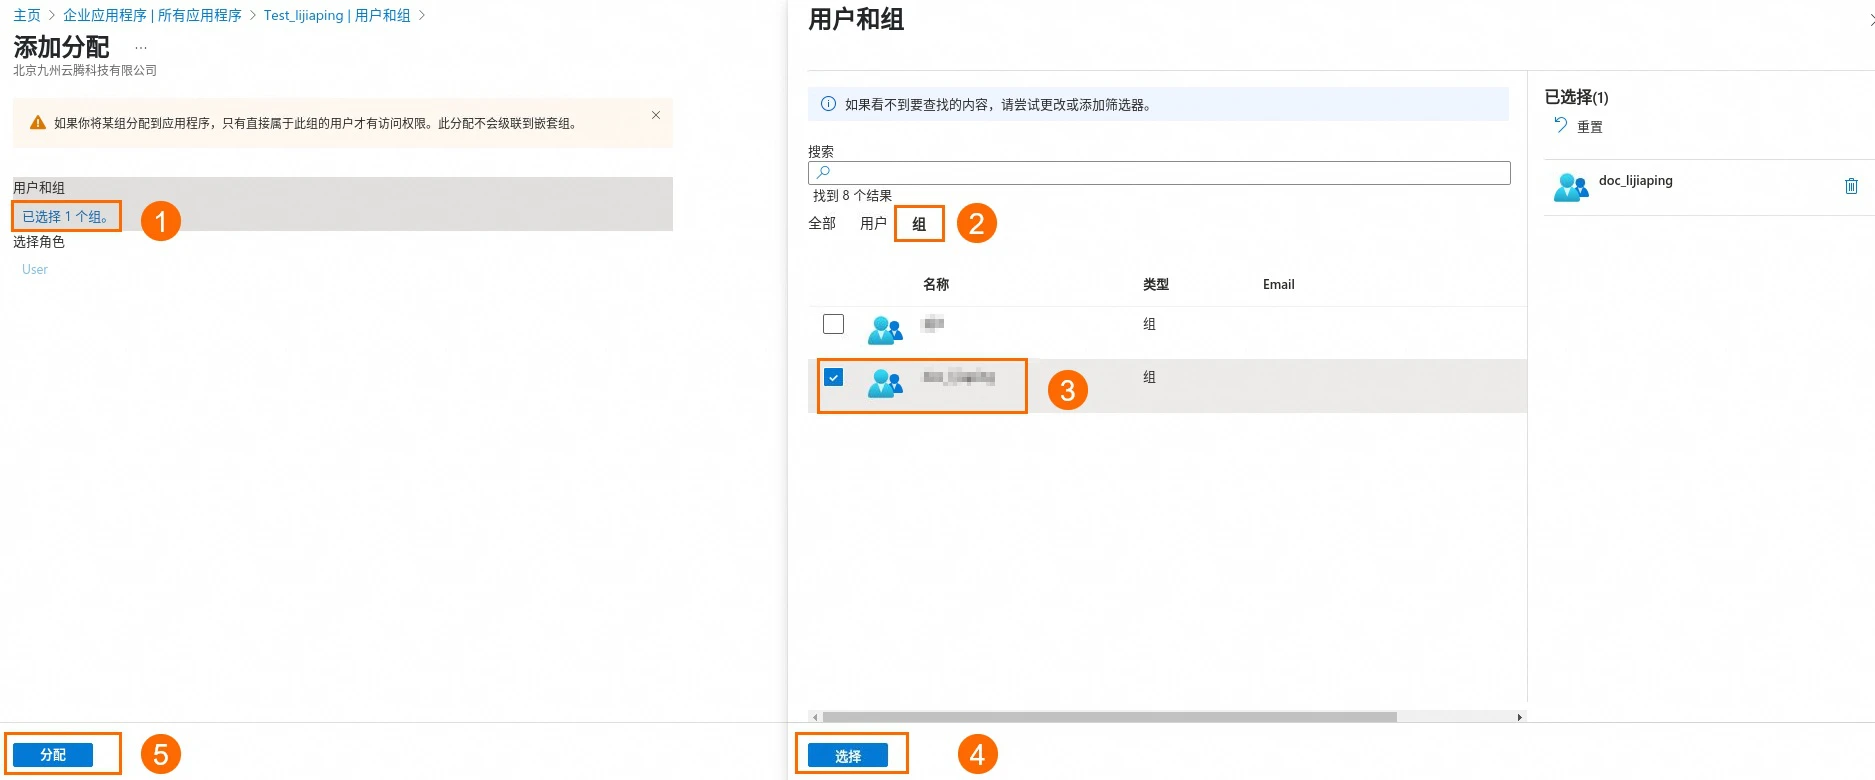 主页 > 企业应用程序 | 所有应用程序 > Test_lijiaping | 用户和组 >
添加分配 ...
北京九州云腾科技有限公司
如果你将某组分配到应用程序，只有直接属于此组的用户才有访问权限。此分配不会级联到嵌套组。
用户和组
已选择 1 个组。
1
选择角色
User
分配
5
用户和组
如果看不到要查找的内容，请尝试更改或添加筛选器。
搜索
找到 8 个结果
全部 用户 组
2
名称 类型 Email
组
组
3
选择
4
已选择(1)
重置
doc_lijiaping